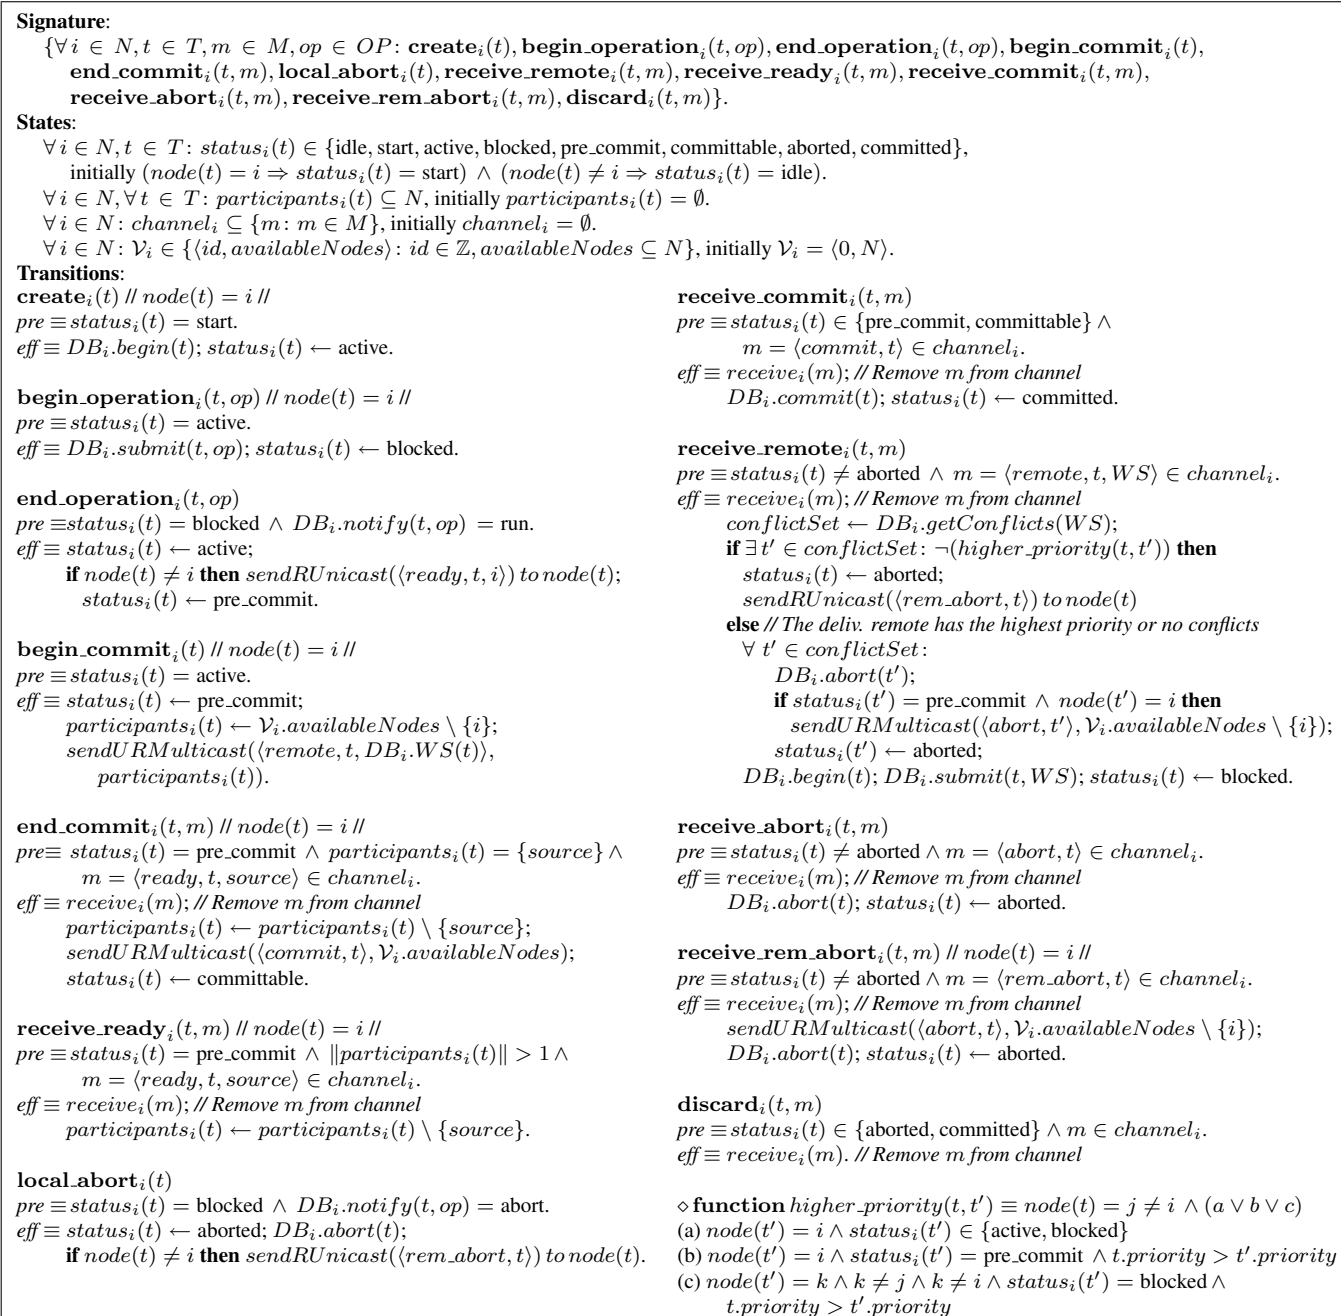 Signature:
{∀ i ∈ N, t ∈ T, m ∈ M, op ∈ OP : create_i(t), begin_operation_i(t, op), end_operation_i(t, op), begin_commit_i(t),
end_commit_i(t, m), local_abort_i(t), receive_remote_i(t, m), receive_ready_i(t, m), receive_commit_i(t, m),
receive_abort_i(t, m), receive_rem_abort_i(t, m), discard_i(t, m)}.
States:
∀ i ∈ N, t ∈ T : status_i(t) ∈ {idle, start, active, blocked, pre_commit, committable, aborted, committed},
initially (node(t) = i ⇒ status_i(t) = start) ∧ (node(t) ≠ i ⇒ status_i(t) = idle).
∀ i ∈ N, ∀ t ∈ T : participants_i(t) ⊆ N, initially participants_i(t) = ∅.
∀ i ∈ N : channel_i ⊆ {m : m ∈ M}, initially channel_i = ∅.
∀ i ∈ N : 𝒱_i ∈ {⟨id, availableNodes⟩ : id ∈ ℤ, availableNodes ⊆ N}, initially 𝒱_i = ⟨0, N⟩.
Transitions:
create_i(t) // node(t) = i //
pre ≡ status_i(t) = start.
eff ≡ DB_i.begin(t); status_i(t) ← active.
begin_operation_i(t, op) // node(t) = i //
pre ≡ status_i(t) = active.
eff ≡ DB_i.submit(t, op); status_i(t) ← blocked.
end_operation_i(t, op)
pre ≡ status_i(t) = blocked ∧ DB_i.notify(t, op) = run.
eff ≡ status_i(t) ← active;
if node(t) ≠ i then sendRUnicast(⟨ready, t, i⟩) to node(t);
status_i(t) ← pre_commit.
begin_commit_i(t) // node(t) = i //
pre ≡ status_i(t) = active.
eff ≡ status_i(t) ← pre_commit;
participants_i(t) ← 𝒱_i.availableNodes \ {i};
sendURMulticast(⟨remote, t, DB_i.WS(t)⟩,
participants_i(t)).
end_commit_i(t, m) // node(t) = i //
pre ≡ status_i(t) = pre_commit ∧ participants_i(t) = {source} ∧
m = ⟨ready, t, source⟩ ∈ channel_i.
eff ≡ receive_i(m); // Remove m from channel
participants_i(t) ← participants_i(t) \ {source};
sendURMulticast(⟨commit, t⟩, 𝒱_i.availableNodes);
status_i(t) ← committable.
receive_ready_i(t, m) // node(t) = i //
pre ≡ status_i(t) = pre_commit ∧ ‖participants_i(t)‖ > 1 ∧
m = ⟨ready, t, source⟩ ∈ channel_i.
eff ≡ receive_i(m); // Remove m from channel
participants_i(t) ← participants_i(t) \ {source}.
local_abort_i(t)
pre ≡ status_i(t) = blocked ∧ DB_i.notify(t, op) = abort.
eff ≡ status_i(t) ← aborted; DB_i.abort(t);
if node(t) ≠ i then sendRUnicast(⟨rem_abort, t⟩) to node(t).
receive_commit_i(t, m)
pre ≡ status_i(t) ∈ {pre_commit, committable} ∧
m = ⟨commit, t⟩ ∈ channel_i.
eff ≡ receive_i(m); // Remove m from channel
DB_i.commit(t); status_i(t) ← committed.
receive_remote_i(t, m)
pre ≡ status_i(t) ≠ aborted ∧ m = ⟨remote, t, WS⟩ ∈ channel_i.
eff ≡ receive_i(m); // Remove m from channel
conflictSet ← DB_i.getConflicts(WS);
if ∃ t′ ∈ conflictSet : ¬(higher_priority(t, t′)) then
status_i(t) ← aborted;
sendRUnicast(⟨rem_abort, t⟩) to node(t)
else // The deliv. remote has the highest priority or no conflicts
∀ t′ ∈ conflictSet :
DB_i.abort(t′);
if status_i(t′) = pre_commit ∧ node(t′) = i then
sendURMulticast(⟨abort, t′⟩, 𝒱_i.availableNodes \ {i});
status_i(t′) ← aborted;
DB_i.begin(t); DB_i.submit(t, WS); status_i(t) ← blocked.
receive_abort_i(t, m)
pre ≡ status_i(t) ≠ aborted ∧ m = ⟨abort, t⟩ ∈ channel_i.
eff ≡ receive_i(m); // Remove m from channel
DB_i.abort(t); status_i(t) ← aborted.
receive_rem_abort_i(t, m) // node(t) = i //
pre ≡ status_i(t) ≠ aborted ∧ m = ⟨rem_abort, t⟩ ∈ channel_i.
eff ≡ receive_i(m); // Remove m from channel
sendURMulticast(⟨abort, t⟩, 𝒱_i.availableNodes \ {i});
DB_i.abort(t); status_i(t) ← aborted.
discard_i(t, m)
pre ≡ status_i(t) ∈ {aborted, committed} ∧ m ∈ channel_i.
eff ≡ receive_i(m). // Remove m from channel
⋄ function higher_priority(t, t′) ≡ node(t) = j ≠ i ∧ (a ∨ b ∨ c)
(a) node(t′) = i ∧ status_i(t′) ∈ {active, blocked}
(b) node(t′) = i ∧ status_i(t′) = pre_commit ∧ t.priority > t′.priority
(c) node(t′) = k ∧ k ≠ j ∧ k ≠ i ∧ status_i(t′) = blocked ∧
t.priority > t′.priority